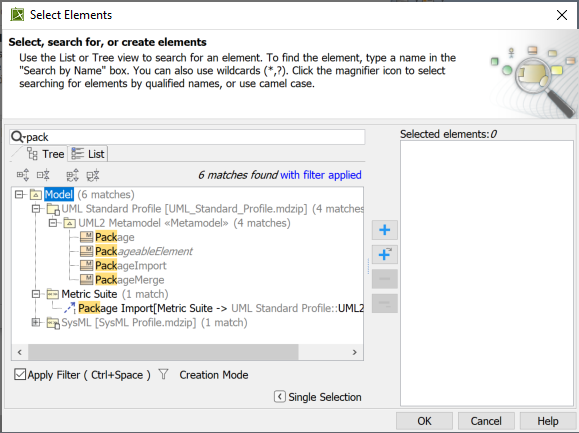 Select Elements
Select, search for, or create elements
Use the List or Tree view to search for an element. To find the element, type a name in the
"Search by Name" box. You can also use wildcards (*,?). Click the magnifier icon to select
searching for elements by qualified names, or use camel case.
pack
Selected elements:0
Tree List
6 matches found with filter applied
Model (6 matches)
UML Standard Profile [UML_Standard_Profile.mdzip] (4 matches
UML2 Metamodel «Metamodel» (4 matches)
Package
PackageableElement
PackageImport
PackageMerge
Metric Suite (1 match)
Package Import[Metric Suite -> UML Standard Profile::UML2
SysML [SysML Profile.mdzip] (1 match)
Apply Filter ( Ctrl+Space ) Creation Mode
Single Selection
OK Cancel Help